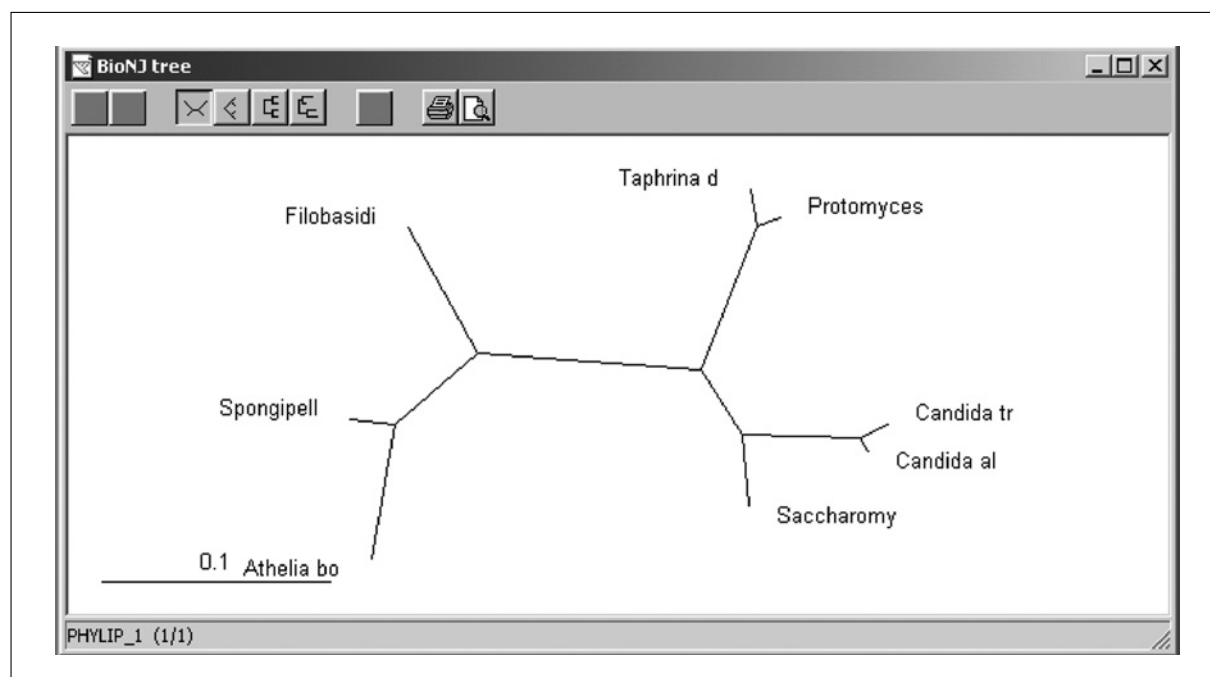 BioNJ tree
Taphrina d
Protomyces
Filobasidi
Spongipell
Candida tr
Candida al
Saccharomy
0.1
Athelia bo
PHYLIP_1 (1/1)